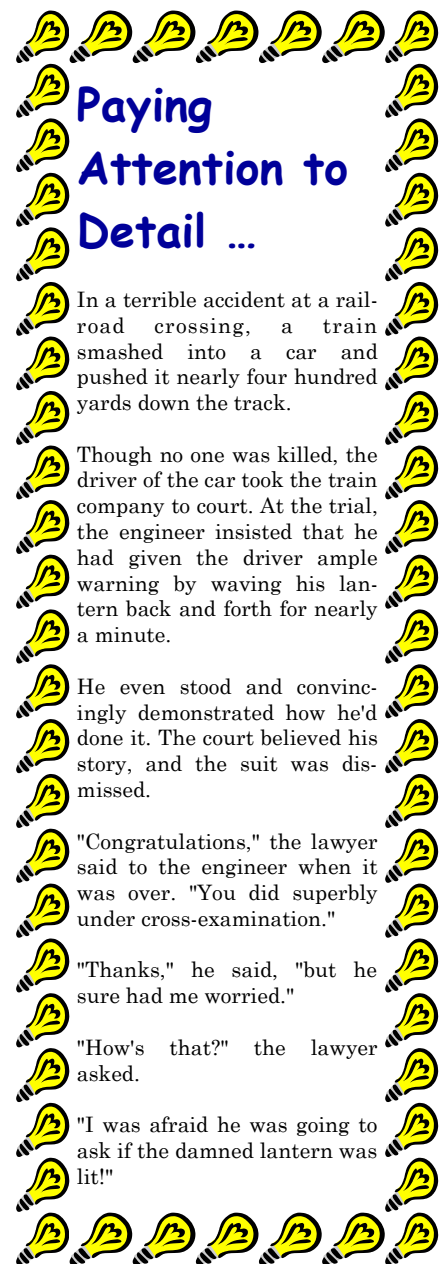 Paying
Attention to
Detail ...
In a terrible accident at a rail-
road crossing, a train
smashed into a car and
pushed it nearly four hundred
yards down the track.
Though no one was killed, the
driver of the car took the train
company to court. At the trial,
the engineer insisted that he
had given the driver ample
warning by waving his lan-
tern back and forth for nearly
a minute.
He even stood and convinc-
ingly demonstrated how he'd
done it. The court believed his
story, and the suit was dis-
missed.
"Congratulations," the lawyer
said to the engineer when it
was over. "You did superbly
under cross-examination."
"Thanks," he said, "but he
sure had me worried."
"How's that?" the lawyer
asked.
"I was afraid he was going to
ask if the damned lantern was
lit!"